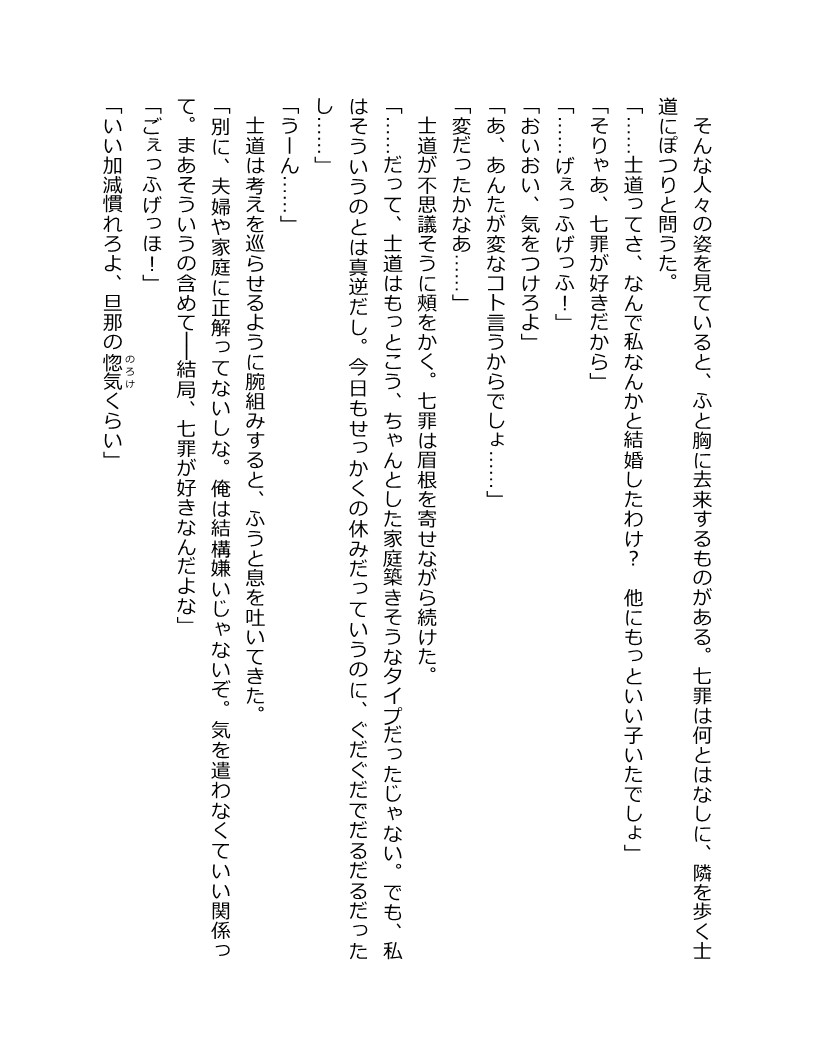 そんな人々の姿を見ていると、ふと胸に去来するものがある。七罪は何とはなしに、隣を歩く士
道にぽつりと問うた。
「……士道ってさ、なんで私なんかと結婚したわけ？　他にもっといい子いたでしょ」
「そりゃあ、七罪が好きだから」
「……げぇっふげっふ！」
「おいおい、気をつけろよ」
「あ、あんたが変なコト言うからでしょ……」
「変だったかなあ……」
　士道が不思議そうに頰をかく。七罪は眉根を寄せながら続けた。
「……だって、士道はもっとこう、ちゃんとした家庭築きそうなタイプだったじゃない。でも、私
はそういうのとは真逆だし。今日もせっかくの休みだっていうのに、ぐだぐだでだるだるだった
し……」
「うーん……」
　士道は考えを巡らせるように腕組みすると、ふうと息を吐いてきた。
「別に、夫婦や家庭に正解ってないしな。俺は結構嫌いじゃないぞ。気を遣わなくていい関係っ
て。まあそういうの含めて──結局、七罪が好きなんだよな」
「ごぇっふげっほ！」
「いい加減慣れろよ、旦那の惚気くらい」
のろけ